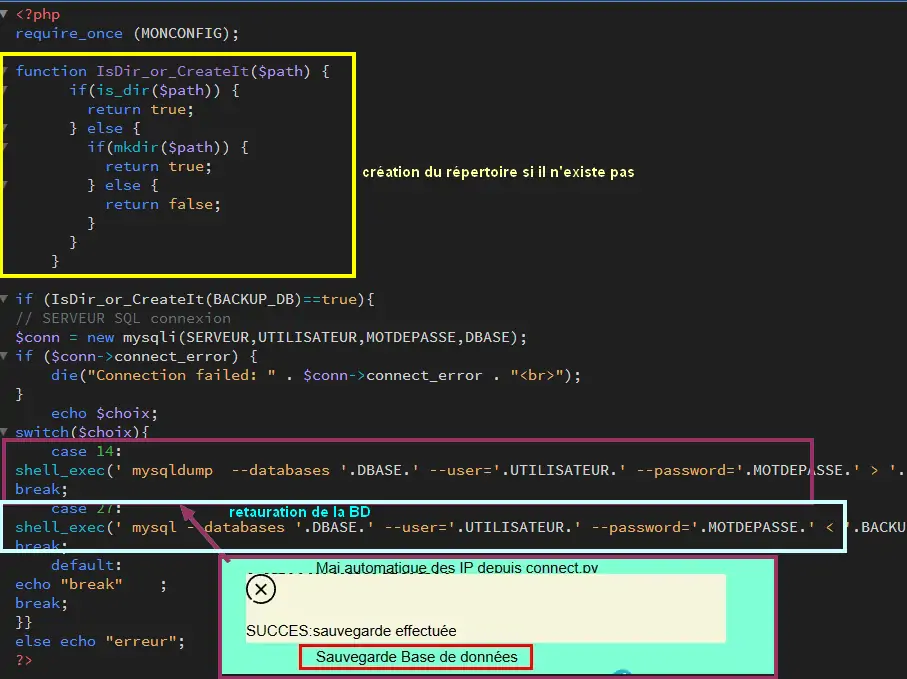 <?php
require_once (MONCONFIG);
function IsDir_or_CreateIt($path) {
if(is_dir($path)) {
return true;
} else {
if(mkdir($path)) {
return true;
} else {
return false;
}
}
}
création du répertoire si il n'existe pas
if (IsDir_or_CreateIt(BACKUP_DB)==true){
// SERVEUR SQL connexion
$conn = new mysqli(SERVEUR,UTILISATEUR,MOTDEPASSE,DBASE);
if ($conn->connect_error) {
die("Connection failed: " . $conn->connect_error . "<br>");
}
echo $choix;
switch($choix){
case 14:
shell_exec(' mysqldump  --databases '.DBASE.' --user='.UTILISATEUR.' --password='.MOTDEPASSE.' > '.
break;
case 27:
retauration de la BD
shell_exec(' mysql --databases '.DBASE.' --user='.UTILISATEUR.' --password='.MOTDEPASSE.' < '.BACKU
break;
default:
echo "break"    ;
break;
}}
else echo "erreur";
?>
Maj automatique des IP depuis connect.py
SUCCES:sauvegarde effectuée
Sauvegarde Base de données